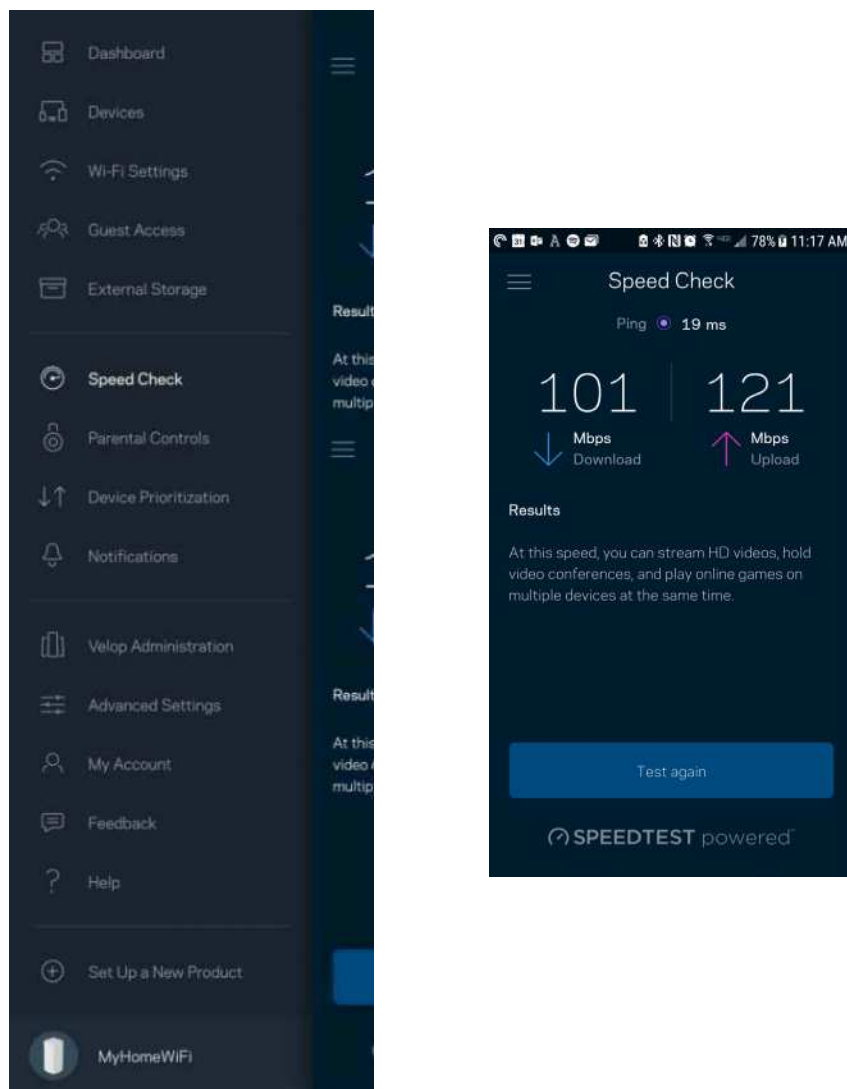 Dashboard
Devices
Wi-Fi Settings
Guest Access
External Storage
Speed Check
Parental Controls
Device Prioritization
Notifications
Velop Administration
Advanced Settings
My Account
Feedback
Help
Set Up a New Product
MyHomeWiFi
Result
At this
video
multip
Result
At this
video
multip
31
78% 11:17 AM
Speed Check
Ping 19 ms
101 121
Mbps Mbps
Download Upload
Results
At this speed, you can stream HD videos, hold
video conferences, and play online games on
multiple devices at the same time.
Test again
SPEEDTEST powered